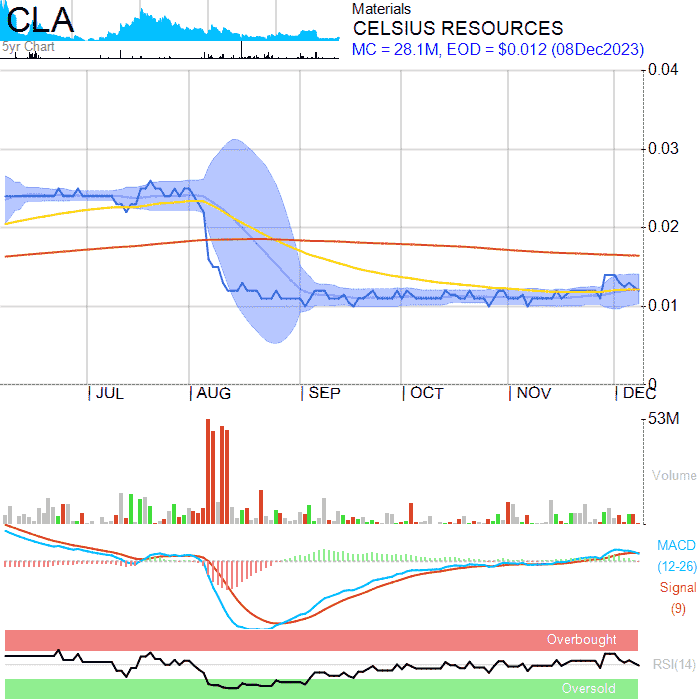 CLA
5yr Chart
Materials
CELSIUS RESOURCES
MC = 28.1M, EOD = $0.012 (08Dec2023)
0.04
0.03
0.02
0.01
0
JUL
AUG
SEP
OCT
NOV
DEC
53M
Volume
MACD
(12-26)
Signal
(9)
Overbought
RSI(14)
Oversold